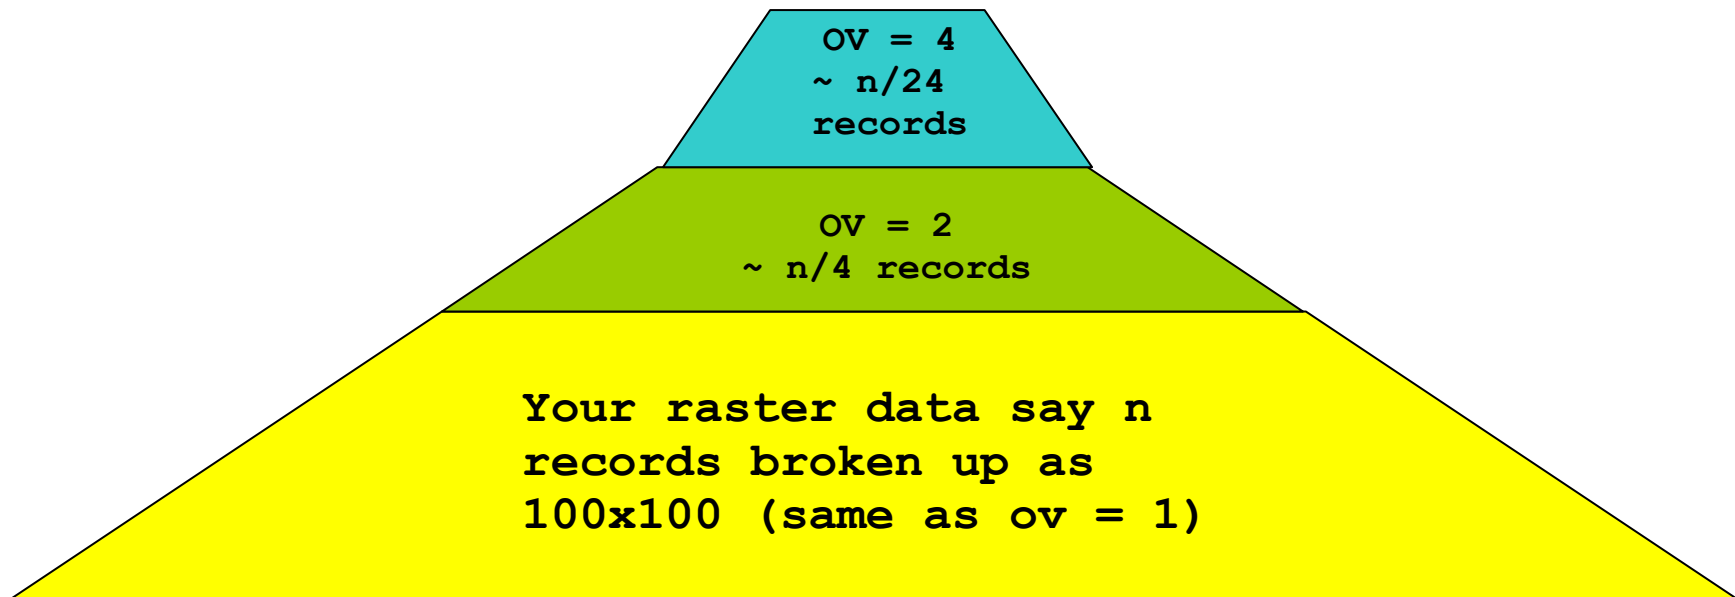 OV = 4
~ n/24
records
OV = 2
~ n/4 records
Your raster data say n
records broken up as
100x100 (same as ov = 1)